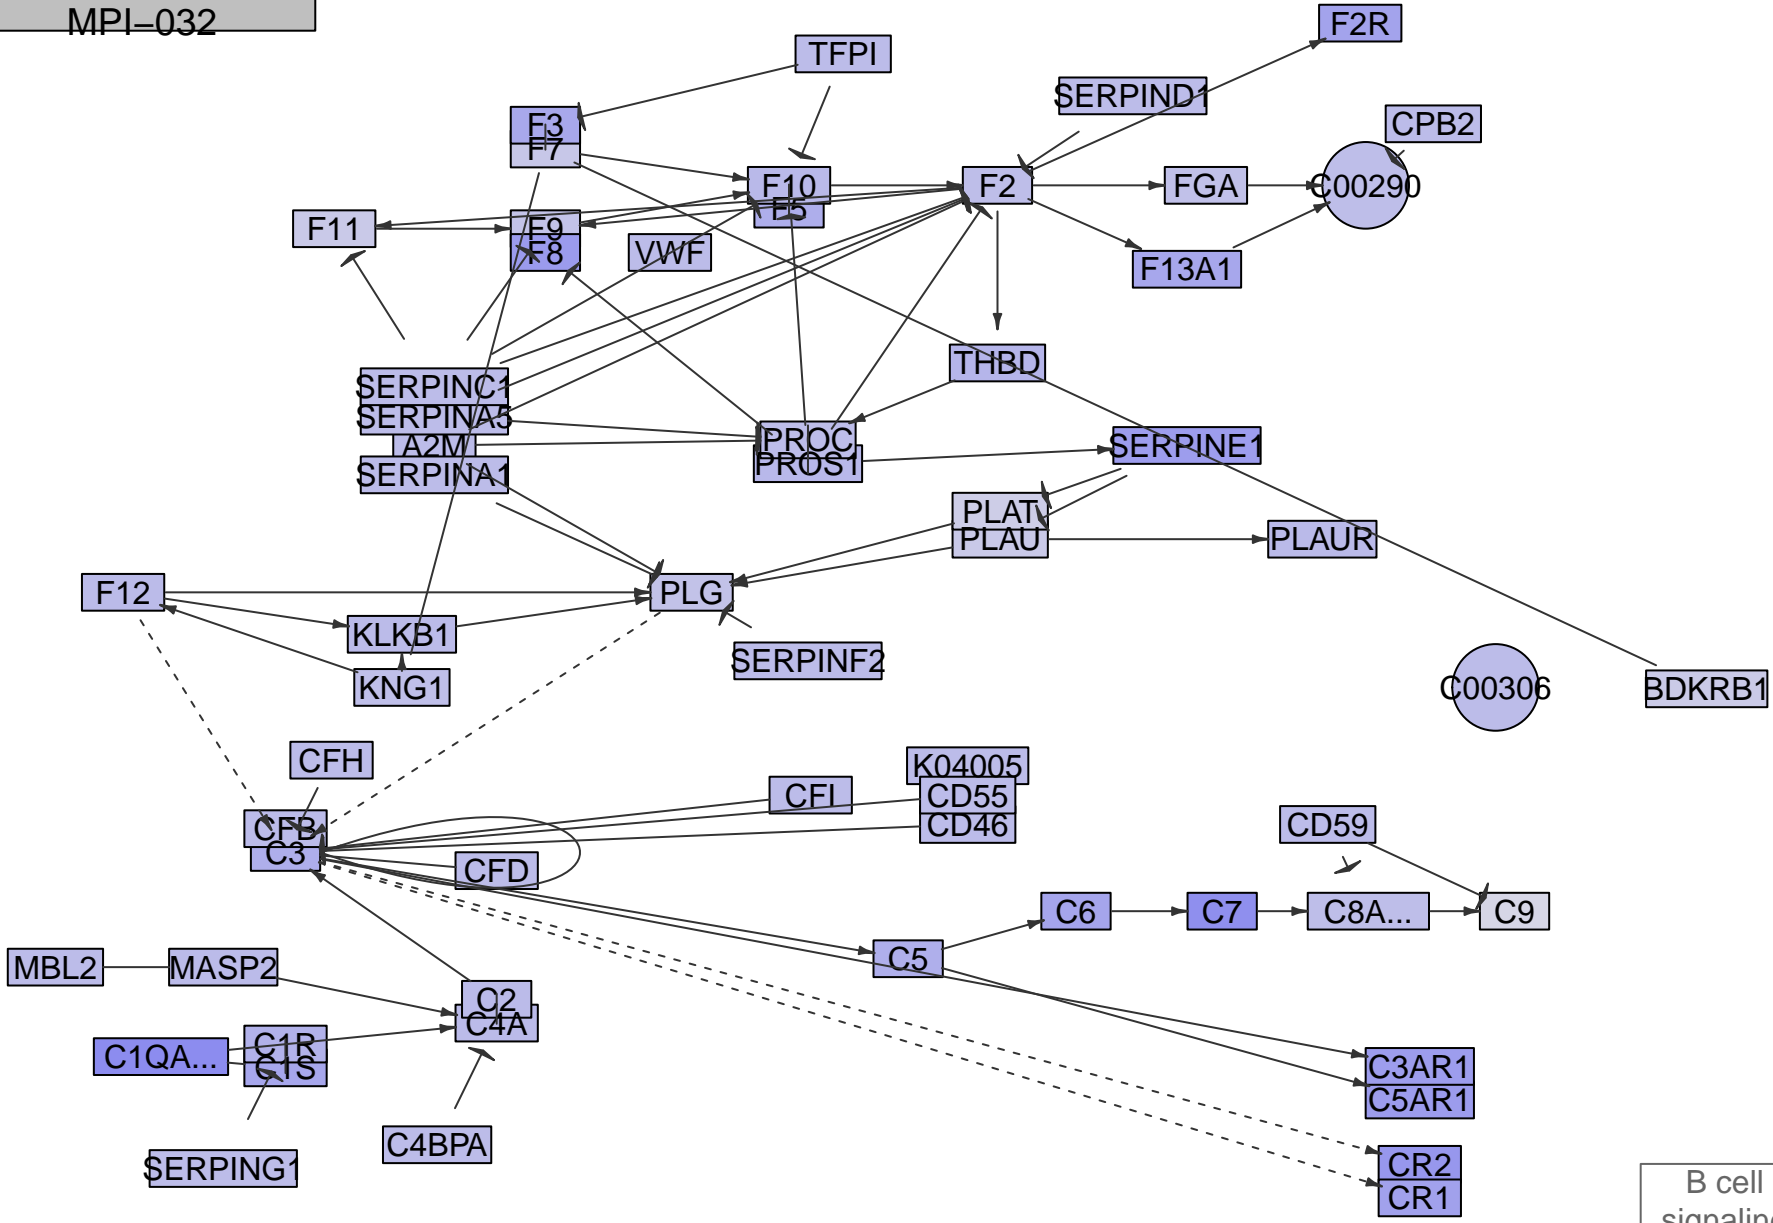 MPI−032
F2R
TFPI
SERPIND1
CPB2
F3
F7
F10
F5
F2
FGA
C00290
F11
F9
F8
VWF
F13A1
THBD
SERPINC1
SERPINA5
A2M
SERPINA1
PROC
PROS1
SERPINE1
PLAT
PLAU
PLAUR
F12
PLG
KLKB1
KNG1
SERPINF2
C00306
BDKRB1
CFH
K04005
CFI
CD55
CD46
CFB
C3
CFD
CD59
C6
C7
C8A...
C9
C5
MBL2
MASP2
C2
C4A
C1QA...
C1R
C1S
C3AR1
C5AR1
C4BPA
SERPING1
CR2
CR1
B cell